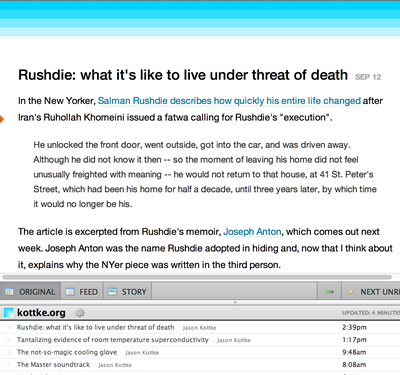 Rushdie: what it's like to live under threat of death SEP 12
In the New Yorker, Salman Rushdie describes how quickly his entire life changed after
Iran's Ruhollah Khomeini issued a fatwa calling for Rushdie's "execution".
He unlocked the front door, went outside, got into the car, and was driven away.
Although he did not know it then -- so the moment of leaving his home did not feel
unusually freighted with meaning -- he would not return to that house, at 41 St. Peter's
Street, which had been his home for half a decade, until three years later, by which time
it would no longer be his.
The article is excerpted from Rushdie's memoir, Joseph Anton, which comes out next
week. Joseph Anton was the name Rushdie adopted in hiding and, now that I think about
it, explains why the NYer piece was written in the third person.
ORIGINAL FEED STORY NEXT UNR
kottke.org UPDATED: 4 MINUTES
Rushdie: what it's like to live under threat of death Jason Kottke 2:39pm
Tantalizing evidence of room temperature superconductivity Jason Kottke 1:17pm
The not-so-magic cooling glove Jason Kottke 9:48am
The Master soundtrack Jason Kottke 8:08am